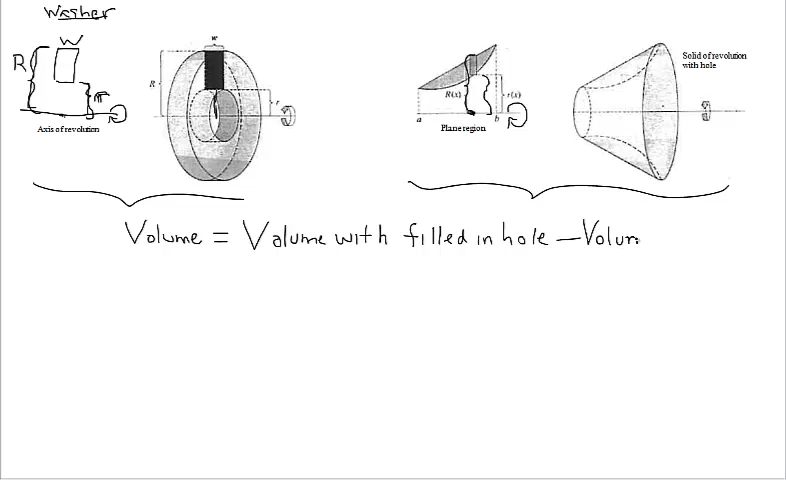 Washer
w
R
r
Axis of revolution
w
R
r
R(x)
r(x)
a
b
Plane region
Solid of revolution
with hole
Volume = Volume with filled in hole – Volum